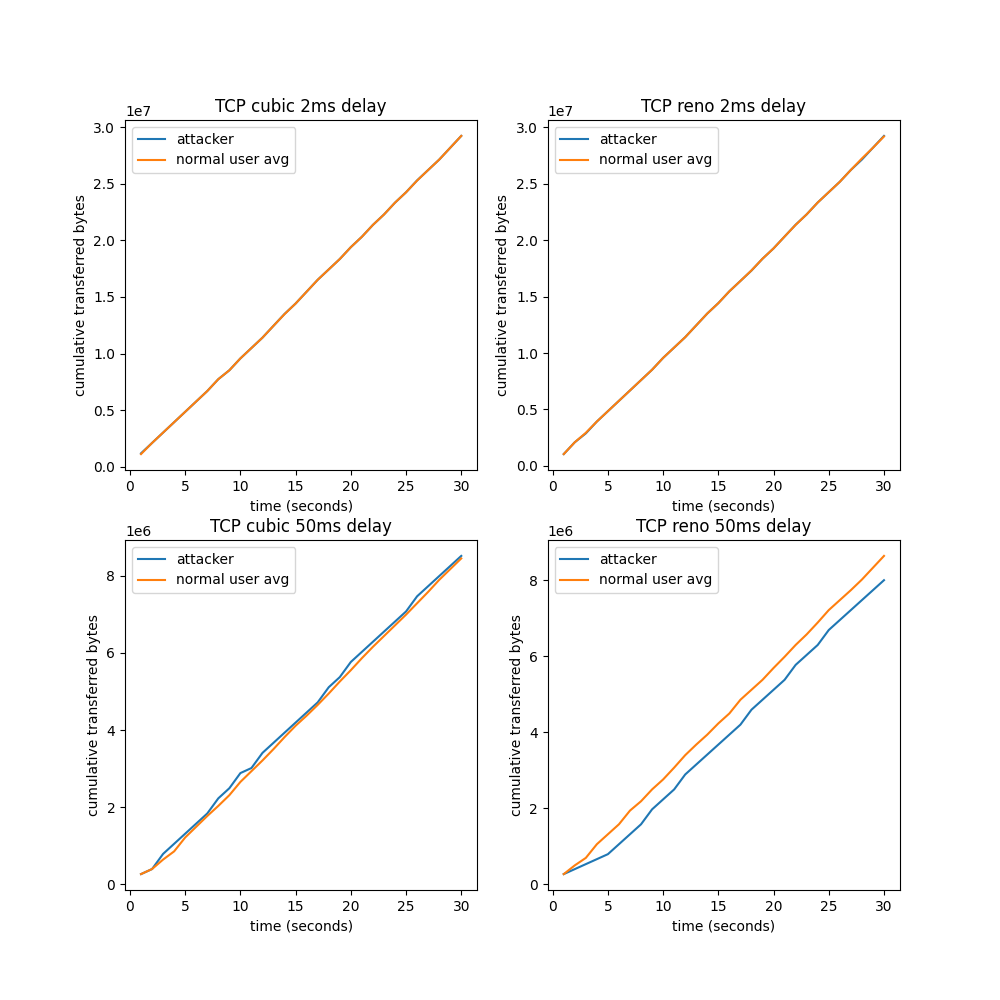 TCP cubic 2ms delay
1e7
attacker
normal user avg
cumulative transferred bytes
3.0
2.5
2.0
1.5
1.0
0.5
0.0
0 5 10 15 20 25 30
time (seconds)
TCP reno 2ms delay
1e7
attacker
normal user avg
cumulative transferred bytes
3.0
2.5
2.0
1.5
1.0
0.5
0.0
0 5 10 15 20 25 30
time (seconds)
TCP cubic 50ms delay
1e6
attacker
normal user avg
cumulative transferred bytes
8
6
4
2
0
0 5 10 15 20 25 30
time (seconds)
TCP reno 50ms delay
1e6
attacker
normal user avg
cumulative transferred bytes
8
6
4
2
0
0 5 10 15 20 25 30
time (seconds)